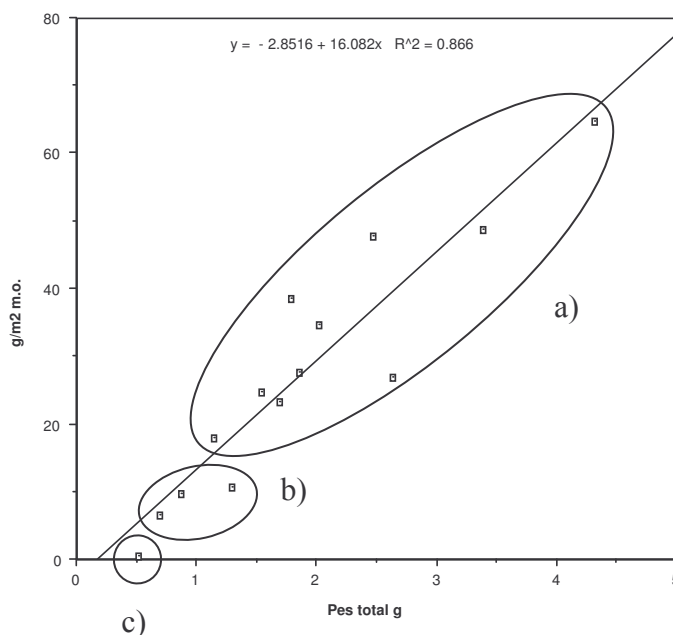 80
y = - 2.8516 + 16.082x R^2 = 0.866
60
40
20
0
g/m2 m.o.
a)
b)
c)
0 1 2 3 4 5
Pes total g